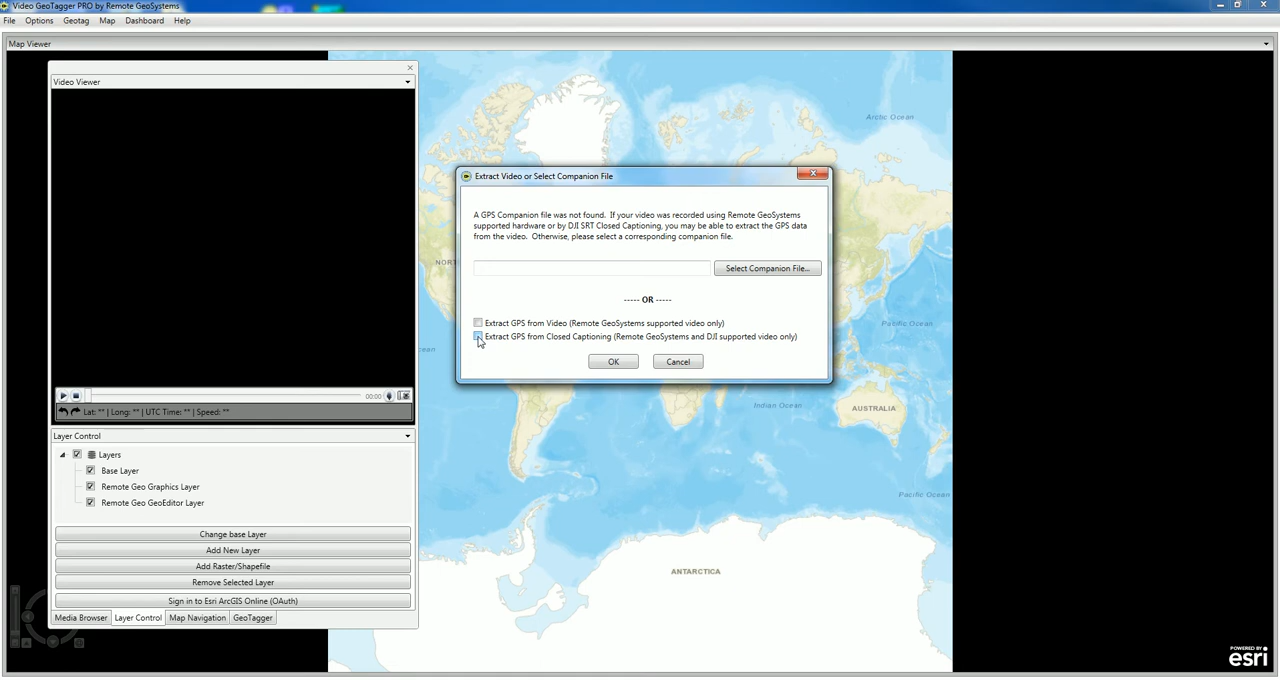 Video GeoTagger PRO by Remote GeoSystems
File Options Geotag Map Dashboard Help
Map Viewer
Video Viewer
Arctic Ocean
Extract Video or Select Companion File
A GPS Companion file was not found. If your video was recorded using Remote GeoSystems
supported hardware or by DJI SRT Closed Captioning, you may be able to extract the GPS data
from the video. Otherwise, please select a corresponding companion file.
NORT
Select Companion File...
----- OR -----
Extract GPS from Video (Remote GeoSystems supported video only)
Pacific Ocean
Extract GPS from Closed Captioning (Remote GeoSystems and DJI supported video only)
ean
OK Cancel
00:00
Lat: ** | Long: ** | UTC Time: ** | Speed: **
Indian Ocean
AUSTRALIA
Layer Control
Layers
Base Layer
Remote Geo Graphics Layer
Remote Geo GeoEditor Layer
Pacific Ocean
Change base Layer
Add New Layer
Add Raster/Shapefile
Remove Selected Layer
Sign in to Esri ArcGIS Online (OAuth)
ANTARCTICA
Media Browser Layer Control Map Navigation GeoTagger
POWERED BY
esri